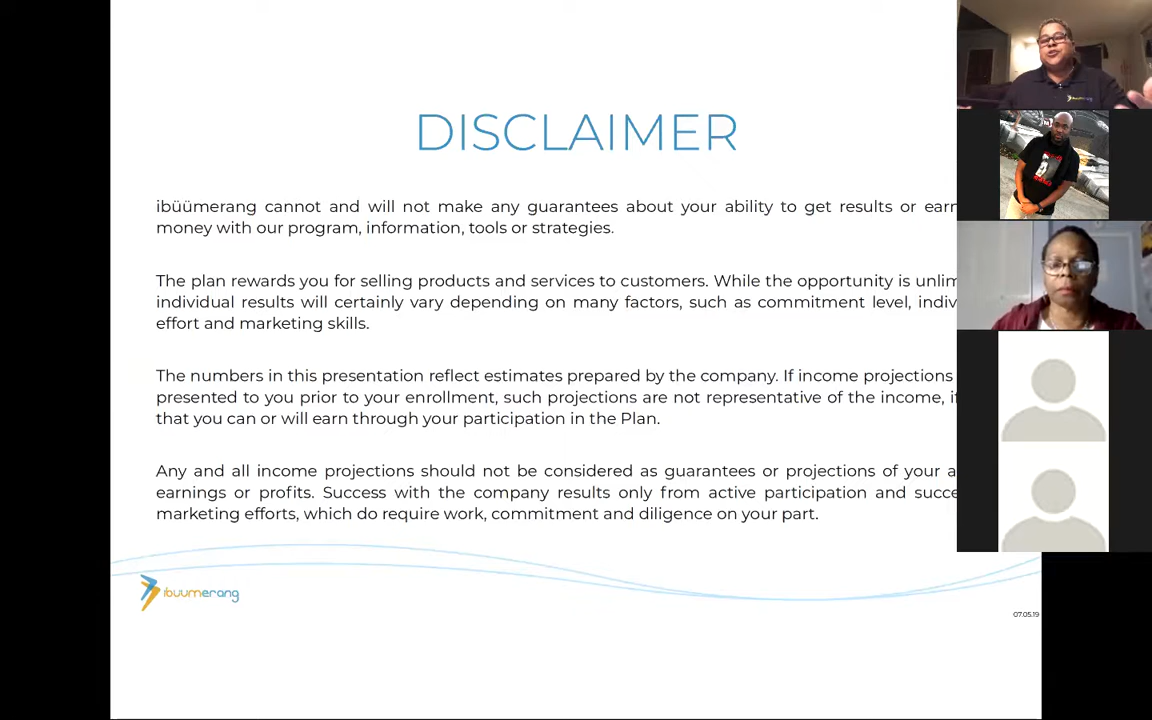 DISCLAIMER
ibüümerang cannot and will not make any guarantees about your ability to get results or earn
money with our program, information, tools or strategies.
The plan rewards you for selling products and services to customers. While the opportunity is unlim
individual results will certainly vary depending on many factors, such as commitment level, indiv
effort and marketing skills.
The numbers in this presentation reflect estimates prepared by the company. If income projections
presented to you prior to your enrollment, such projections are not representative of the income, if
that you can or will earn through your participation in the Plan.
Any and all income projections should not be considered as guarantees or projections of your a
earnings or profits. Success with the company results only from active participation and succe
marketing efforts, which do require work, commitment and diligence on your part.
ibuumerang
07.05.19